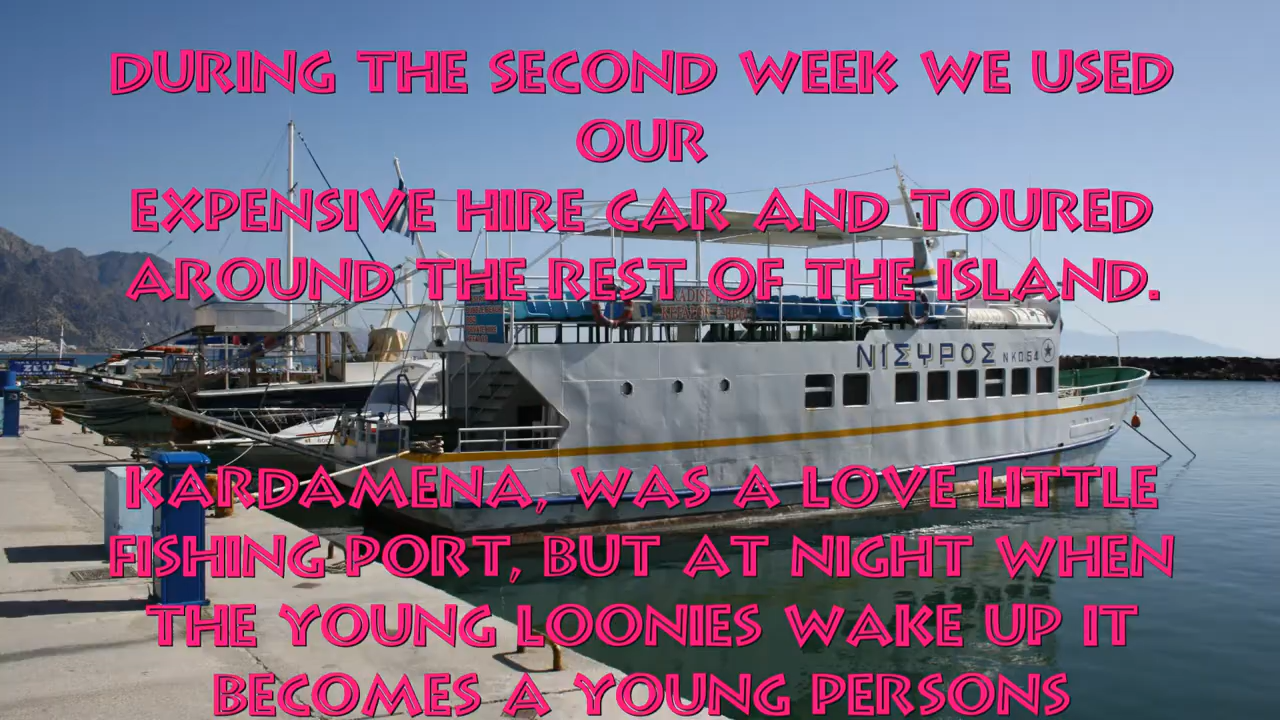 DURING THE SECOND WEEK WE USED
OUR
EXPENSIVE HIRE CAR AND TOURED
AROUND THE REST OF THE ISLAND.
ΝΙΣΥΡΟΣ ΝΚΟ54
KARDAMENA, WAS A LOVE LITTLE
FISHING PORT, BUT AT NIGHT WHEN
THE YOUNG LOONIES WAKE UP IT
BECOMES A YOUNG PERSONS